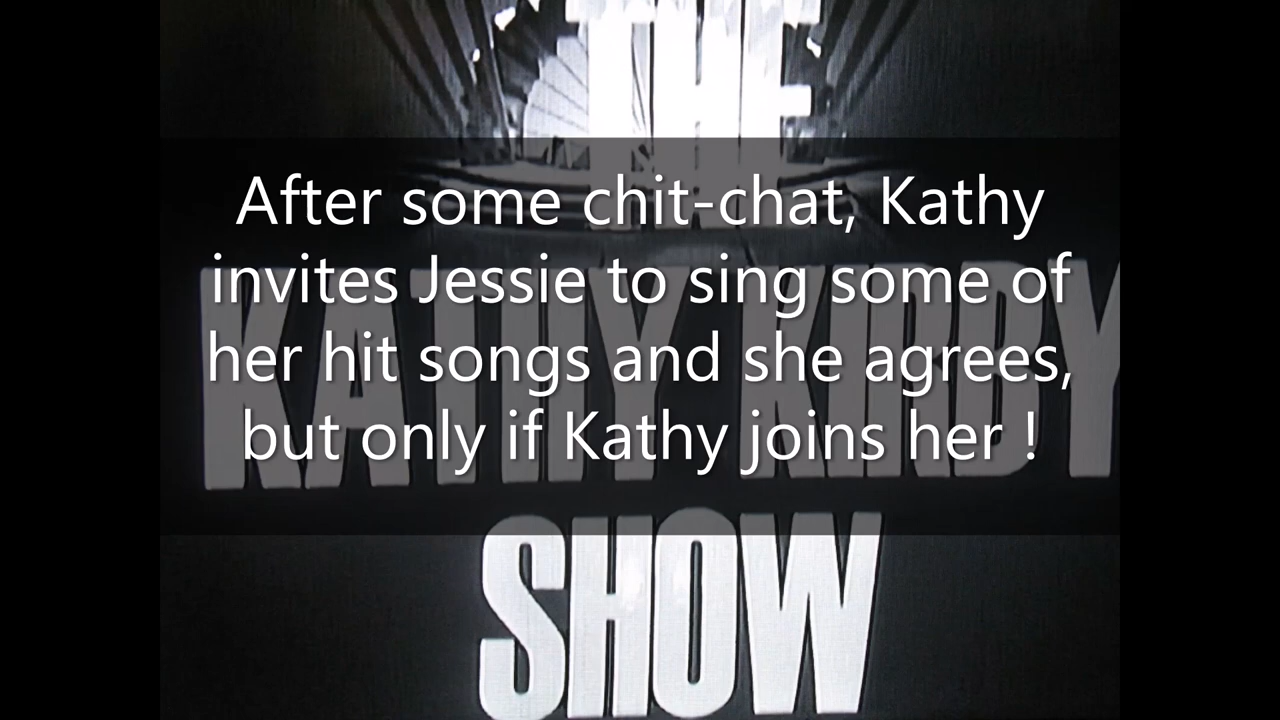 THE
After some chit-chat, Kathy
invites Jessie to sing some of
her hit songs and she agrees,
but only if Kathy joins her !
KATHY KIRBY
SHOW